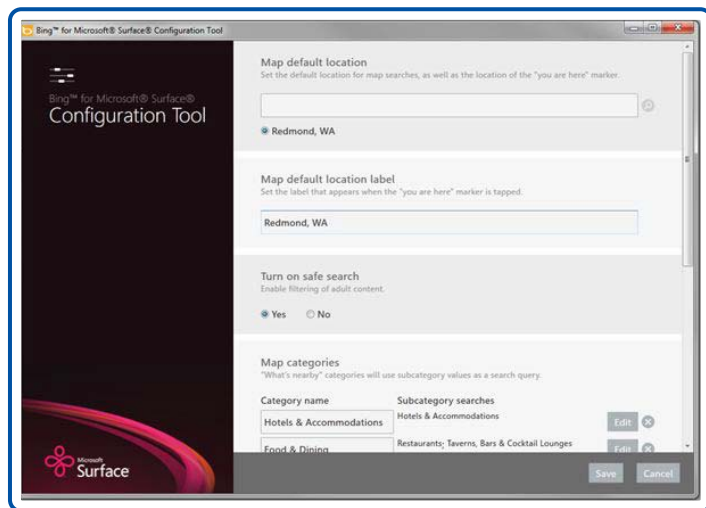 Bing™ for Microsoft® Surface® Configuration Tool
Map default location
Set the default location for map searches, as well as the location of the "you are here" marker.
Bing™ for Microsoft® Surface®
Configuration Tool
Redmond, WA
Map default location label
Set the label that appears when the "you are here" marker is tapped.
Redmond, WA
Turn on safe search
Enable filtering of adult content.
Yes No
Map categories
"What's nearby" categories will use subcategory values as a search query.
Category name Subcategory searches
Hotels & Accommodations Hotels & Accommodations Edit
Food & Dining Restaurants; Taverns, Bars & Cocktail Lounges Edit
Microsoft
Surface
Save Cancel